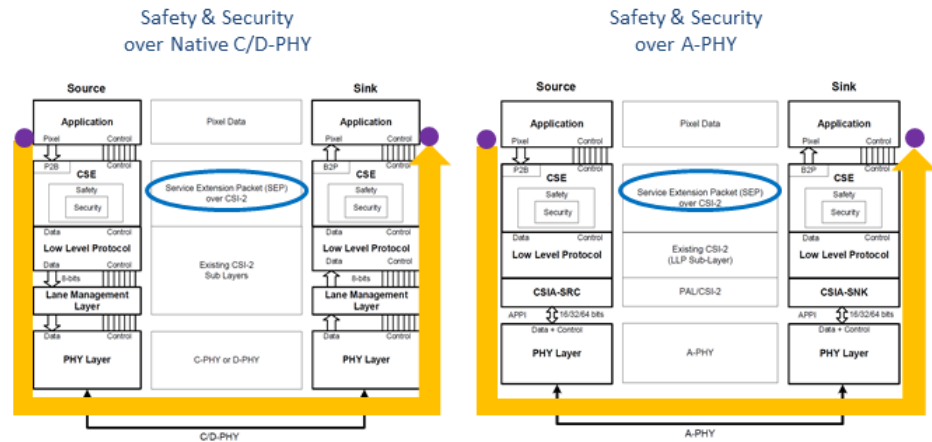 Safety & Security
over Native C/D-PHY
Source
Sink
Application
Pixel
Control
Pixel Data
Application
Pixel
Control
P2B
CSE
Safety
Security
Service Extension Packet (SEP)
over CSI-2
B2P
CSE
Safety
Security
Data
Control
Low Level Protocol
Data
Control
8-bits
Lane Management
Layer
Data
Control
PHY Layer
Existing CSI-2
Sub Layers
C-PHY or D-PHY
Data
Control
Low Level Protocol
Data
Control
8-bits
Lane Management
Layer
Data
Control
PHY Layer
C/D-PHY
Safety & Security
over A-PHY
Source
Sink
Application
Pixel
Control
Pixel Data
Application
Pixel
Control
P2B
CSE
Safety
Security
Service Extension Packet (SEP)
over CSI-2
B2P
CSE
Safety
Security
Data
Control
Low Level Protocol
CSIA-SRC
APPI
16/32/64 bits
Data + Control
PHY Layer
Existing CSI-2
(LLP Sub-Layer)
PAL/CSI-2
A-PHY
Data
Control
Low Level Protocol
CSIA-SNK
APPI
16/32/64 bits
Data + Control
PHY Layer
A-PHY